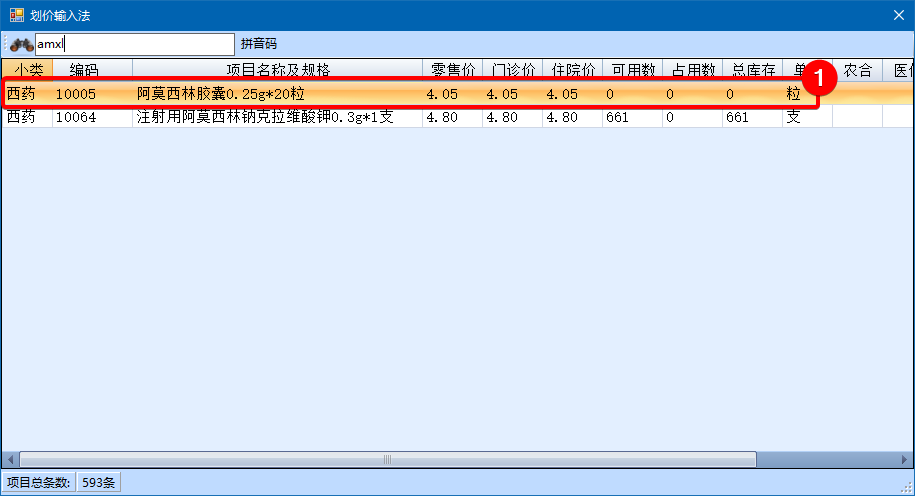 划价输入法
amxl 拼音码
小类 编码 项目名称及规格 零售价 门诊价 住院价 可用数 占用数 总库存 单 农合 医
1
西药 10005 阿莫西林胶囊0.25g*20粒 4.05 4.05 4.05 0 0 0 粒
西药 10064 注射用阿莫西林钠克拉维酸钾0.3g*1支 4.80 4.80 4.80 661 0 661 支
项目总条数: 593条